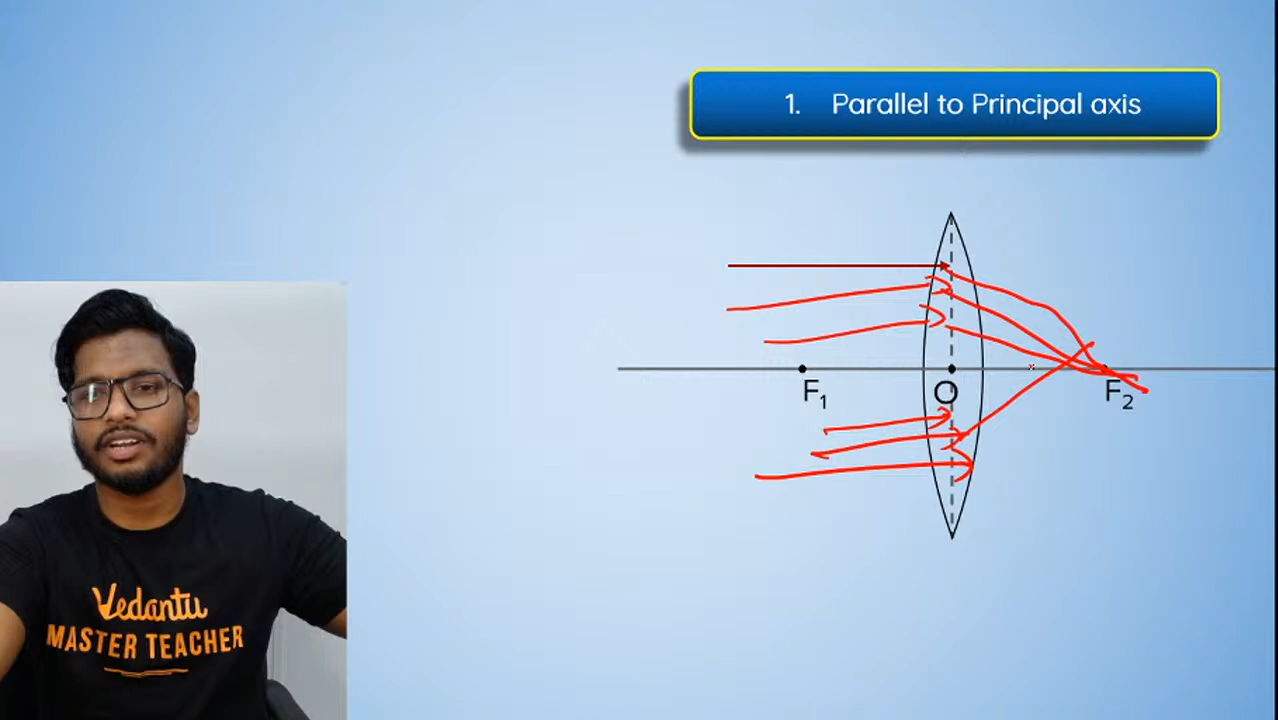 1. Parallel to Principal axis
F1
O
F2
Vedantu
MASTER TEACHER